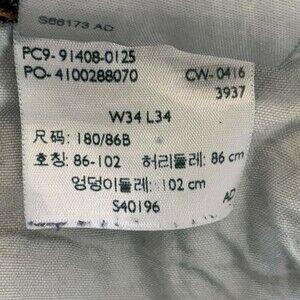 S86173 AD
PC9- 91408-0125
PO- 4100288070 CW- 0416
3937
W34 L34
尺码: 180/86B
호칭: 86-102 허리둘레: 86 cm
엉덩이둘레: 102 cm
S40196
AD